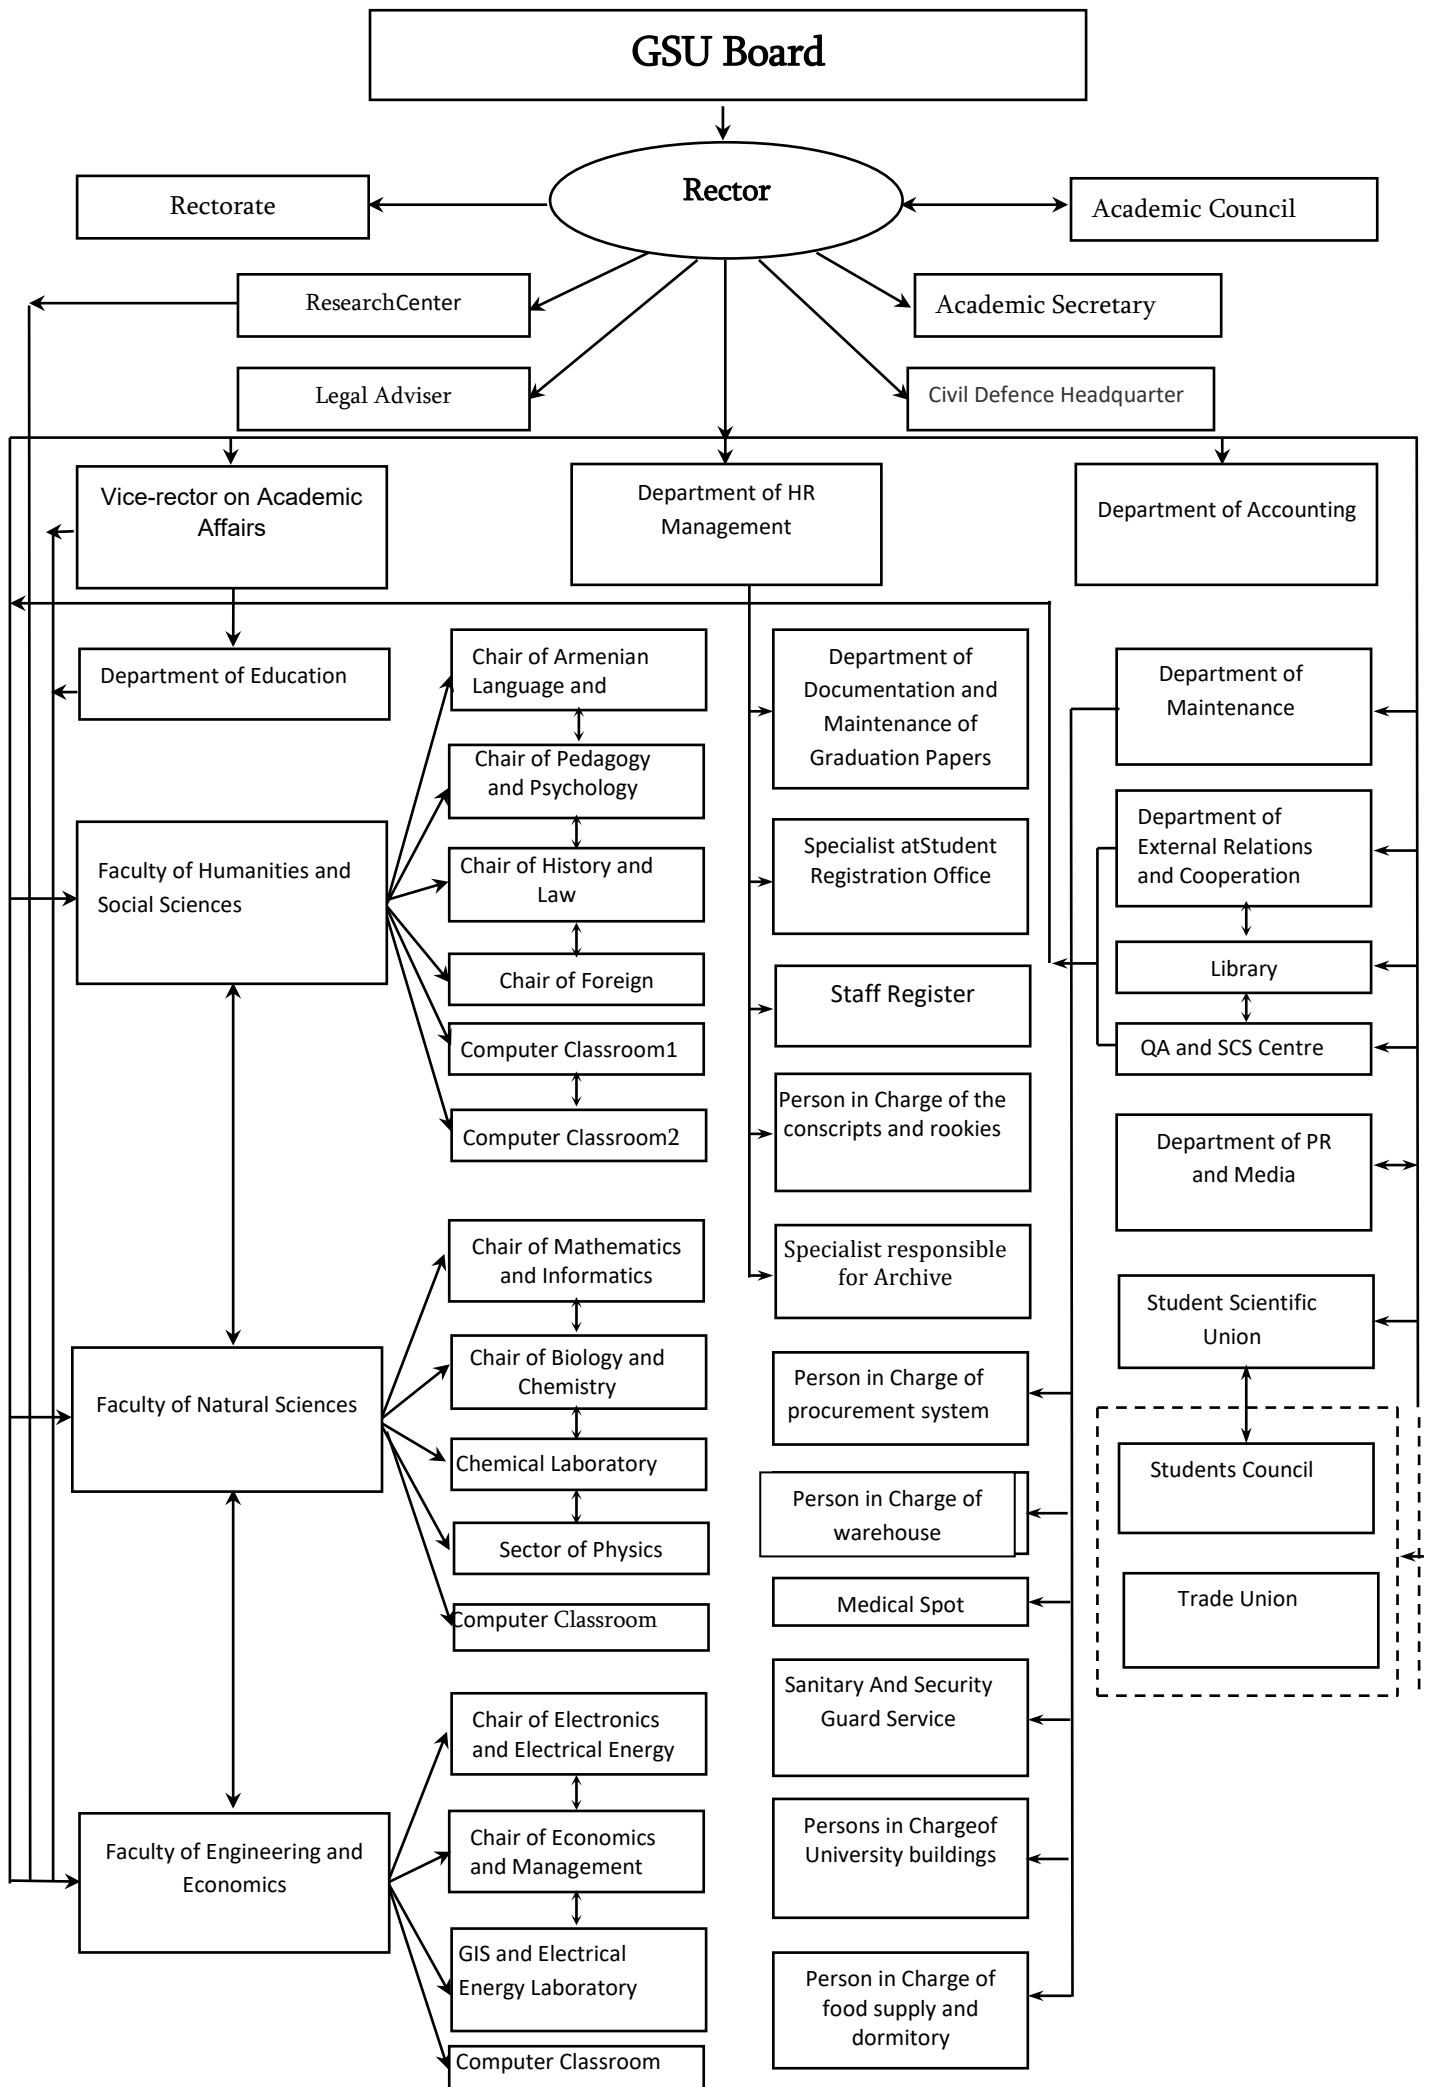 GSU Board
Rector
Rectorate
Academic Council
ResearchCenter
Academic Secretary
Legal Adviser
Civil Defence Headquarter
Vice-rector on Academic
Affairs
Department of HR
Management
Department of Accounting
Department of Education
Faculty of Humanities and
Social Sciences
Faculty of Natural Sciences
Faculty of Engineering and
Economics
Chair of Armenian
Language and
Chair of Pedagogy
and Psychology
Chair of History and
Law
Chair of Foreign
Computer Classroom1
Computer Classroom2
Chair of Mathematics
and Informatics
Chair of Biology and
Chemistry
Chemical Laboratory
Sector of Physics
Computer Classroom
Chair of Electronics
and Electrical Energy
Chair of Economics
and Management
GIS and Electrical
Energy Laboratory
Computer Classroom
Department of
Documentation and
Maintenance of
Graduation Papers
Specialist atStudent
Registration Office
Staff Register
Person in Charge of the
conscripts and rookies
Specialist responsible
for Archive
Person in Charge of
procurement system
Person in Charge of
warehouse
Medical Spot
Sanitary And Security
Guard Service
Persons in Chargeof
University buildings
Person in Charge of
food supply and
dormitory
Department of
Maintenance
Department of
External Relations
and Cooperation
Library
QA and SCS Centre
Department of PR
and Media
Student Scientific
Union
Students Council
Trade Union